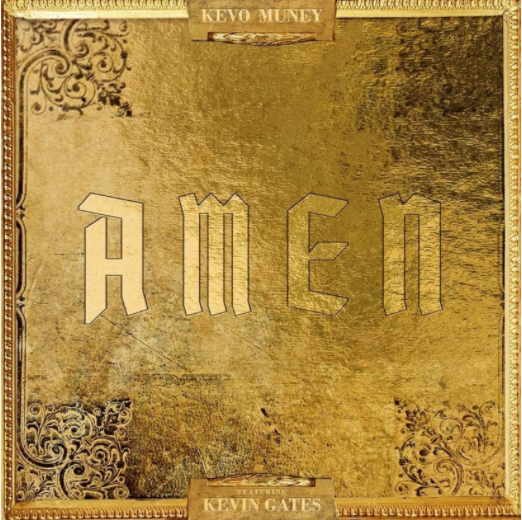 KEVO MUNEY
AMEN
FEATURING
KEVIN GATES